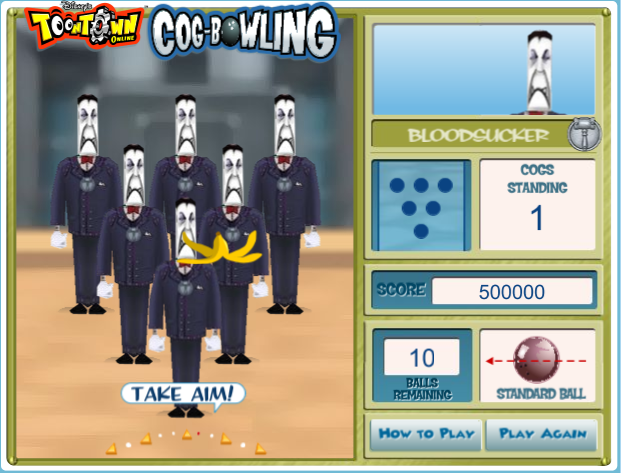 Disney's
TOONTOWN
ONLINE
COG-BOWLING
BLOODSUCKER
COGS
STANDING
1
SCORE 500000
10
BALLS
REMAINING
STANDARD BALL
TAKE AIM!
HOW TO PLAY
PLAY AGAIN